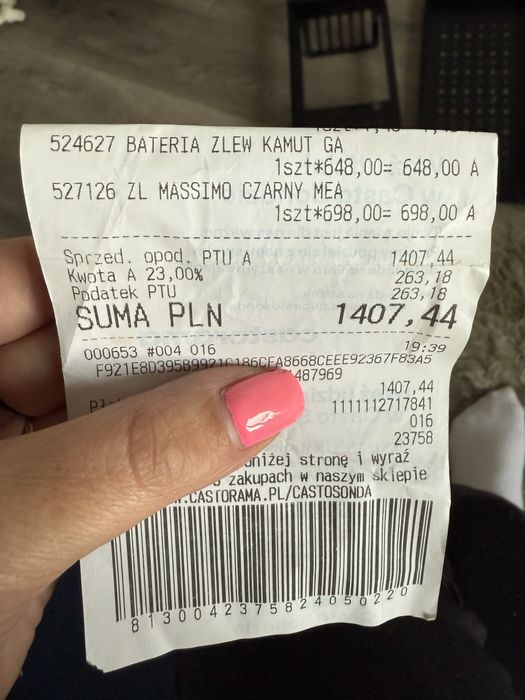 524627 BATERIA ZLEW KAMUT GA
1szt*648,00= 648,00 A
527126 ZL MASSIMO CZARNY MEA
1szt*698,00= 698,00 A
Sprzed. opod. PTU A 1407,44
Kwota A 23,00% 263,18
Podatek PTU 263,18
SUMA PLN 1407,44
000653 #004 016 19:39
487969
1407,44
1111112717841
016
23758
stronę i wyraź
zakupach w naszym sklepie
.CASTORAMA.PL/CASTOSONDA
8130042375824050220